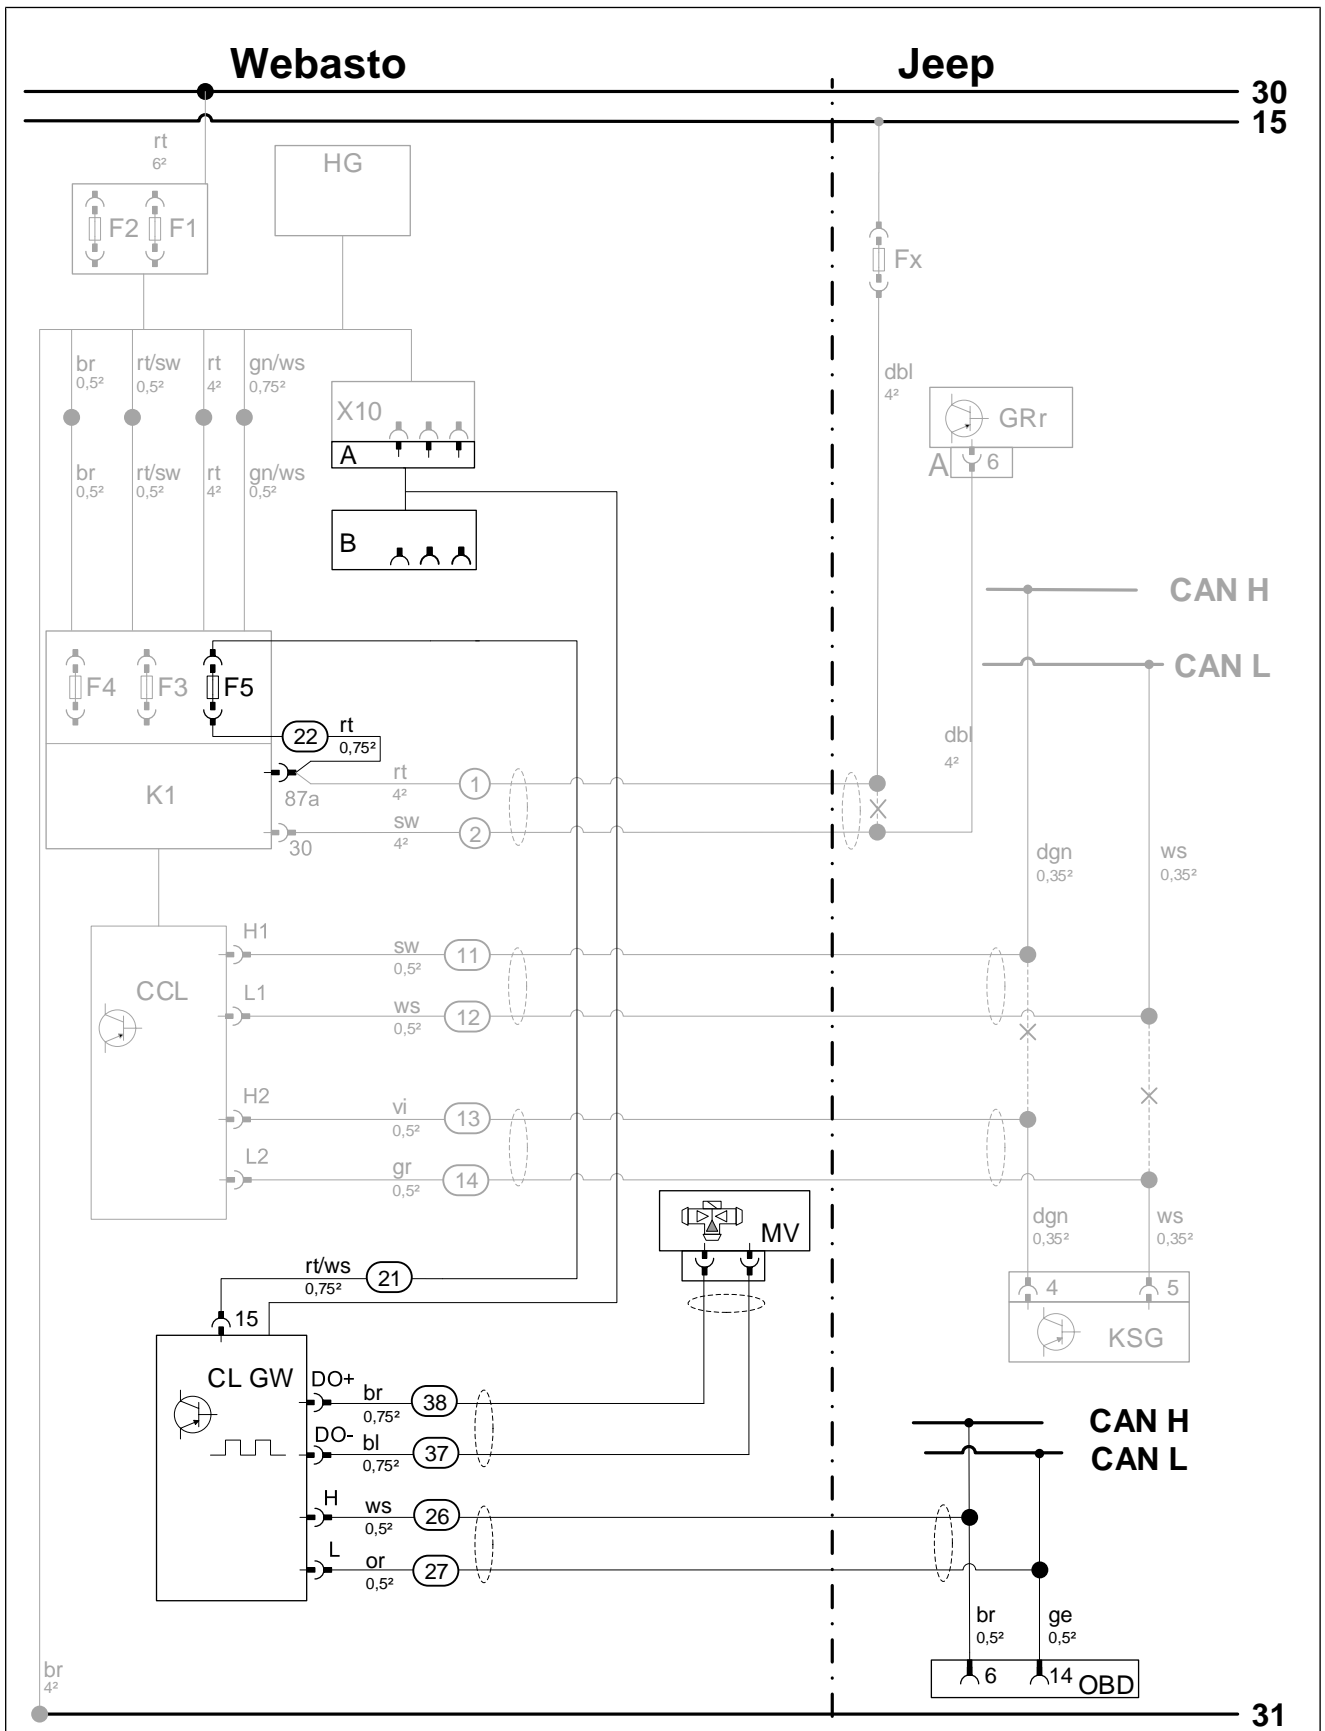 Webasto
Jeep
30
15
rt
6²
HG
F2
F1
Fx
br
0,5²
rt/sw
0,5²
rt
4²
gn/ws
0,75²
dbl
4²
X10
GRr
A
A
6
br
0,5²
rt/sw
0,5²
rt
4²
gn/ws
0,5²
B
CAN H
CAN L
F4
F3
F5
22
rt
0,75²
dbl
4²
K1
87a
rt
4²
1
30
sw
4²
2
dgn
0,35²
ws
0,35²
H1
sw
0,5²
11
CCL
L1
ws
0,5²
12
H2
vi
0,5²
13
L2
gr
0,5²
14
MV
dgn
0,35²
ws
0,35²
rt/ws
0,75²
21
4
5
15
KSG
CL GW
DO+
br
0,75²
38
DO-
bl
0,75²
37
CAN H
CAN L
H
ws
0,5²
26
L
or
0,5²
27
br
0,5²
ge
0,5²
6
14
OBD
br
4²
31